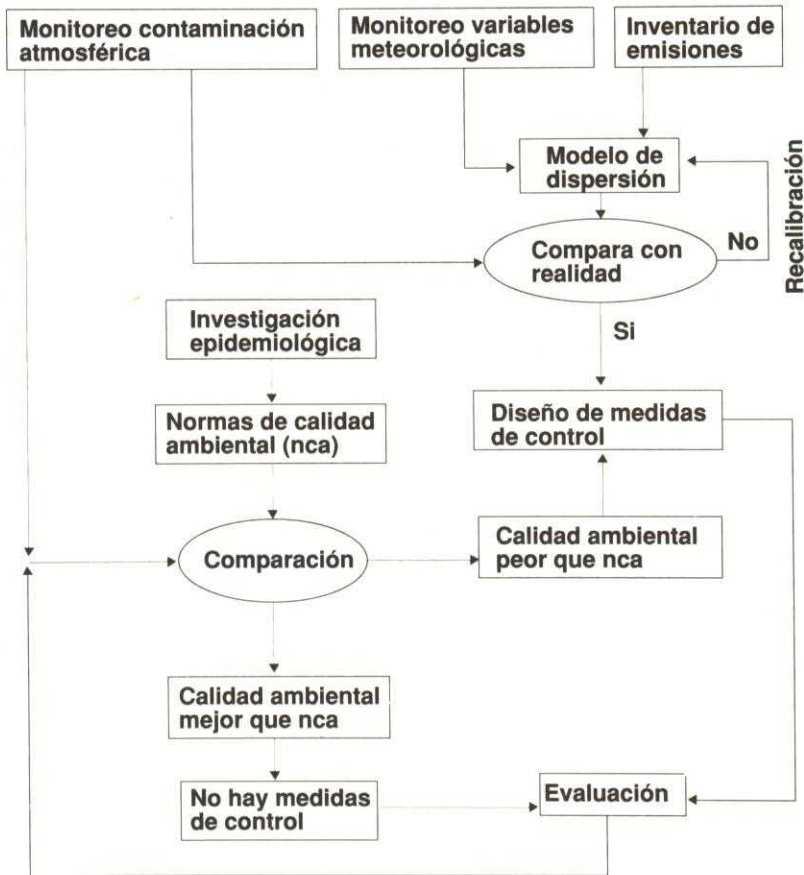 Monitoreo contaminación
atmosférica
Monitoreo variables
meteorológicas
Inventario de
emisiones
Modelo de
dispersión
Recalibración
Compara con
realidad
No
Si
Investigación
epidemiológica
Normas de calidad
ambiental (nca)
Diseño de medidas
de control
Comparación
Calidad ambiental
peor que nca
Calidad ambiental
mejor que nca
No hay medidas
de control
Evaluación